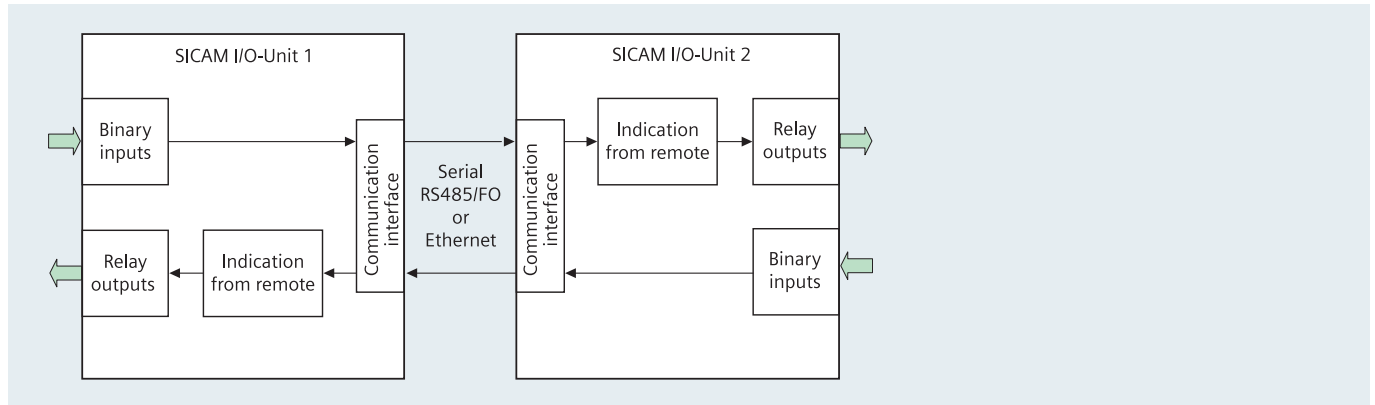 SICAM I/O-Unit 1
SICAM I/O-Unit 2
Binary
inputs
Communication
interface
Serial
RS485/FO
or
Ethernet
Communication
interface
Indication
from remote
Relay
outputs
Relay
outputs
Indication
from remote
Binary
inputs